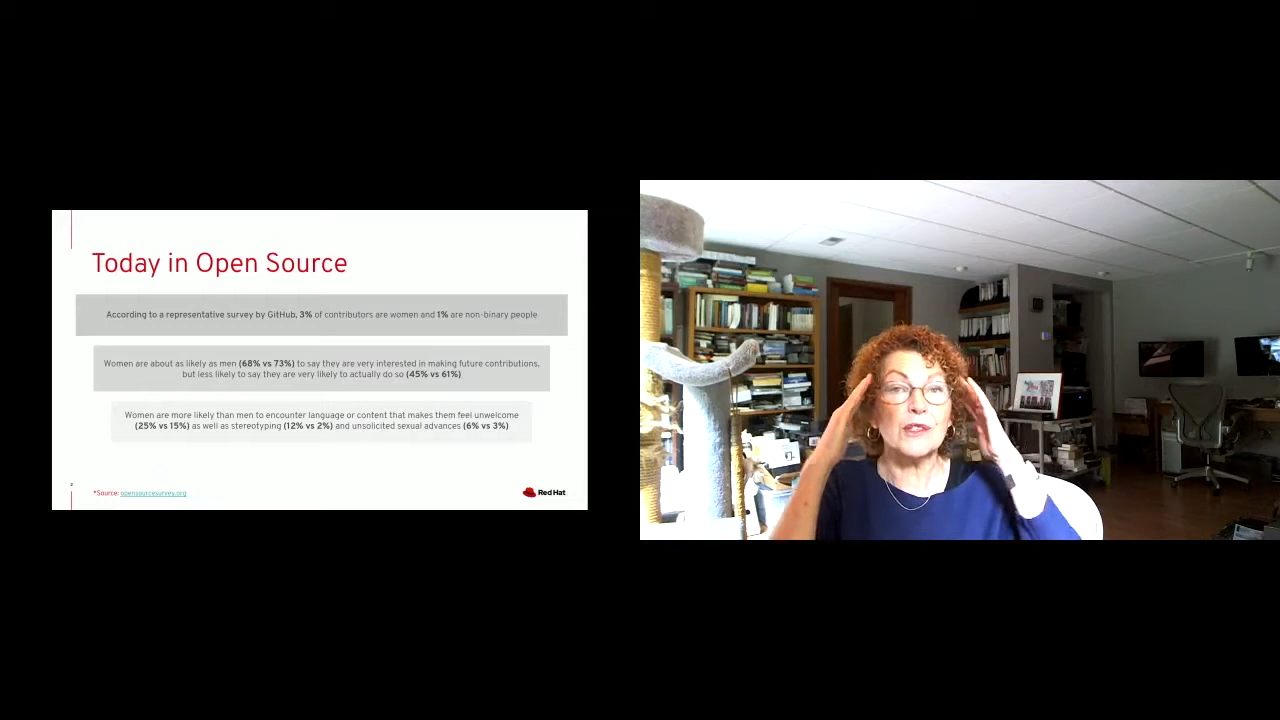 Today in Open Source
According to a representative survey by GitHub, 3% of contributors are women and 1% are non-binary people
Women are about as likely as men (68% vs 73%) to say they are very interested in making future contributions,
but less likely to say they are very likely to actually do so (45% vs 61%)
Women are more likely than men to encounter language or content that makes them feel unwelcome
(25% vs 15%) as well as stereotyping (12% vs 2%) and unsolicited sexual advances (6% vs 3%)
2
*Source: opensourcesurvey.org
Red Hat